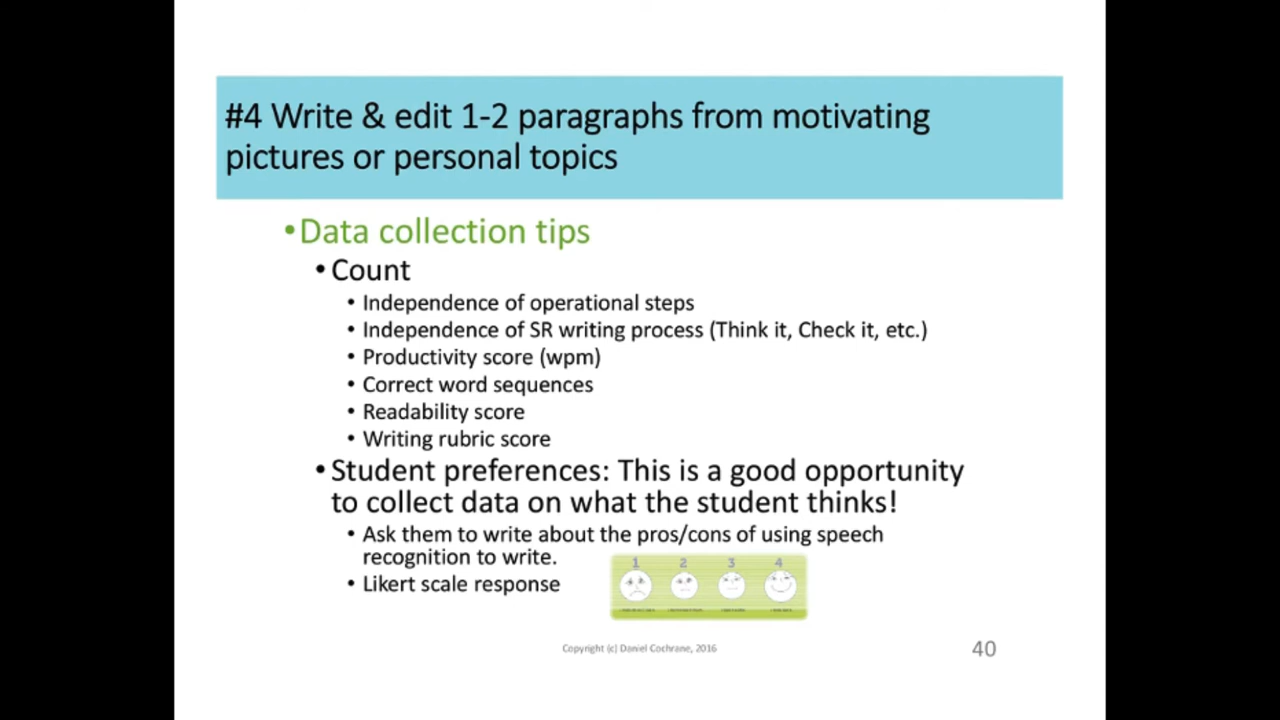 #4 Write & edit 1-2 paragraphs from motivating
pictures or personal topics
•Data collection tips
• Count
• Independence of operational steps
• Independence of SR writing process (Think it, Check it, etc.)
• Productivity score (wpm)
• Correct word sequences
• Readability score
• Writing rubric score
• Student preferences: This is a good opportunity
to collect data on what the student thinks!
• Ask them to write about the pros/cons of using speech
recognition to write.
• Likert scale response
1 2 3 4
Copyright (c) Daniel Cochrane, 2016
40